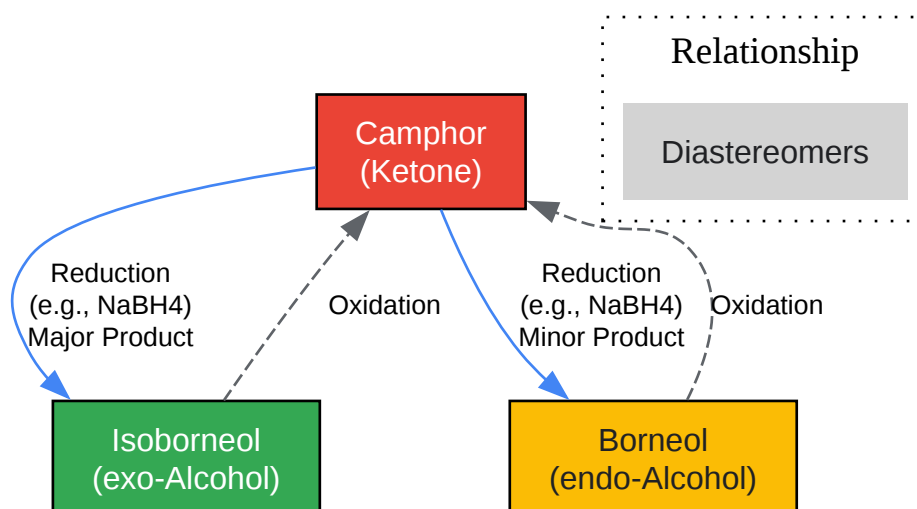 Relationship
Diastereomers
Camphor
(Ketone)
Reduction
(e.g., NaBH4)
Major Product
Oxidation
Reduction
(e.g., NaBH4)
Minor Product
Oxidation
Isoborneol
(exo-Alcohol)
Borneol
(endo-Alcohol)